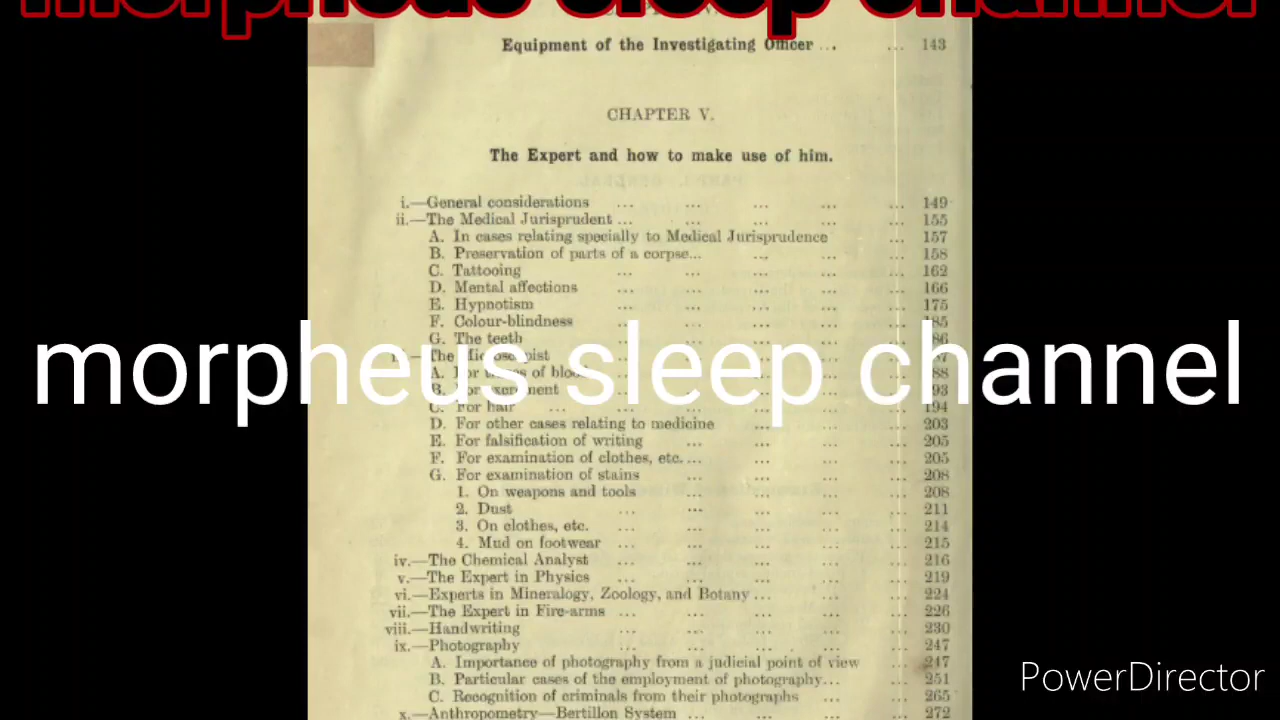 morpheus sleep channel
Equipment of the Investigating Officer ... ... 143
CHAPTER V.
The Expert and how to make use of him.
i.—General considerations ... ... ... ... ... 149
ii.—The Medical Jurisprudent ... ... ... ... ... 155
A. In cases relating specially to Medical Jurisprudence ... 157
B. Preservation of parts of a corpse... ... ... ... 158
C. Tattooing ... ... ... ... ... 162
D. Mental affections ... ... ... ... ... 166
E. Hypnotism ... ... ... ... ... 175
F. Colour-blindness ... ... ... ... ... 185
G. The teeth
The
morpheus sleep channel
A. For of
B. For
C. For hair ... ... ... ... ... 194
D. For other cases relating to medicine ... ... ... 203
E. For falsification of writing ... ... ... ... 205
F. For examination of clothes, etc.... ... ... ... 205
G. For examination of stains ... ... ... ... 208
1. On weapons and tools ... ... ... ... 208
2. Dust ... ... ... ... ... 211
3. On clothes, etc. ... ... ... ... ... 214
4. Mud on footwear ... ... ... ... ... 215
iv.—The Chemical Analyst ... ... ... ... ... 216
v.—The Expert in Physics ... ... ... ... ... 219
vi.—Experts in Mineralogy, Zoology, and Botany ... ... ... 224
vii.—The Expert in Fire-arms ... ... ... ... ... 226
viii.—Handwriting ... ... ... ... ... 230
ix.—Photography ... ... ... ... ... 247
A. Importance of photography from a judicial point of view ... 247
B. Particular cases of the employment of photography... ... 251
C. Recognition of criminals from their photographs ... ... 265
x.—Anthropometry—Bertillon System ... ... ... ... 272
PowerDirector